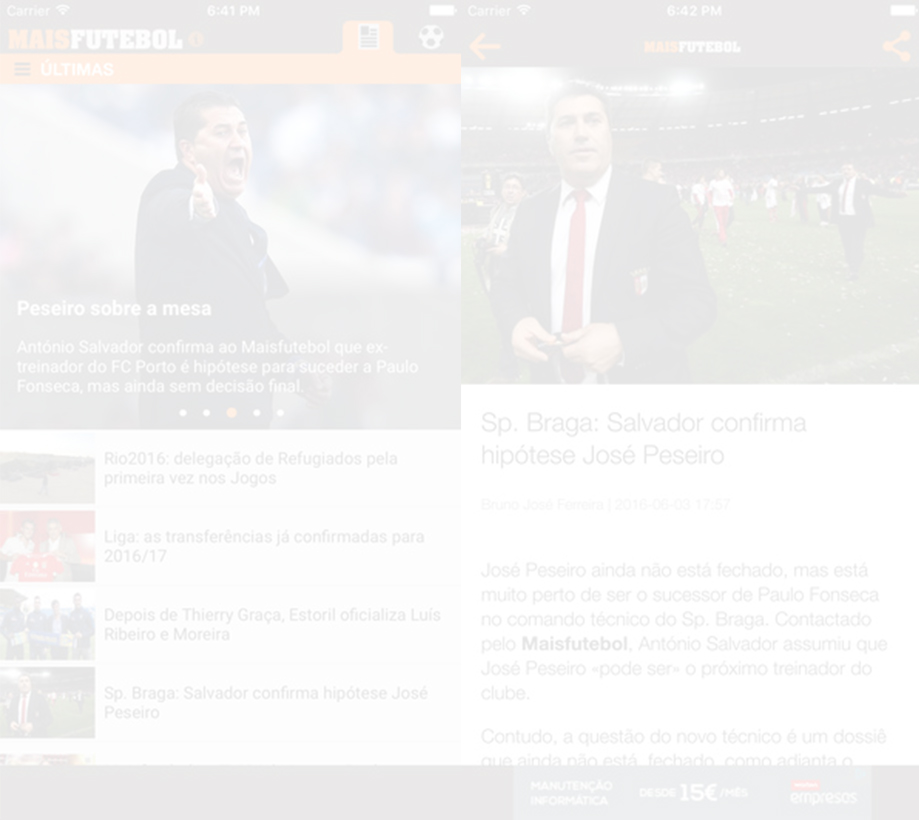 Carrier 6:41 PM
MAISFUTEBOL
ÚLTIMAS
Peseiro sobre a mesa
António Salvador confirma ao Maisfutebol que ex-
treinador do FC Porto é hipótese para suceder a Paulo
Fonseca, mas ainda sem decisão final.
Rio2016: delegação de Refugiados pela
primeira vez nos Jogos
Liga: as transferências já confirmadas para
2016/17
Depois de Thierry Graça, Estoril oficializa Luís
Ribeiro e Moreira
Sp. Braga: Salvador confirma hipótese José
Peseiro
Carrier 6:42 PM
MAISFUTEBOL
Sp. Braga: Salvador confirma
hipótese José Peseiro
Bruno José Ferreira | 2016-06-03 17:57
José Peseiro ainda não está fechado, mas está
muito perto de ser o sucessor de Paulo Fonseca
no comando técnico do Sp. Braga. Contactado
pelo Maisfutebol, António Salvador assumiu que
José Peseiro «pode ser» o próximo treinador do
clube.
Contudo, a questão do novo técnico é um dossiê
que ainda não está fechado, como adianta o
MANUTENÇÃO
INFORMÁTICA
DESDE 15€/MÊS
empresas